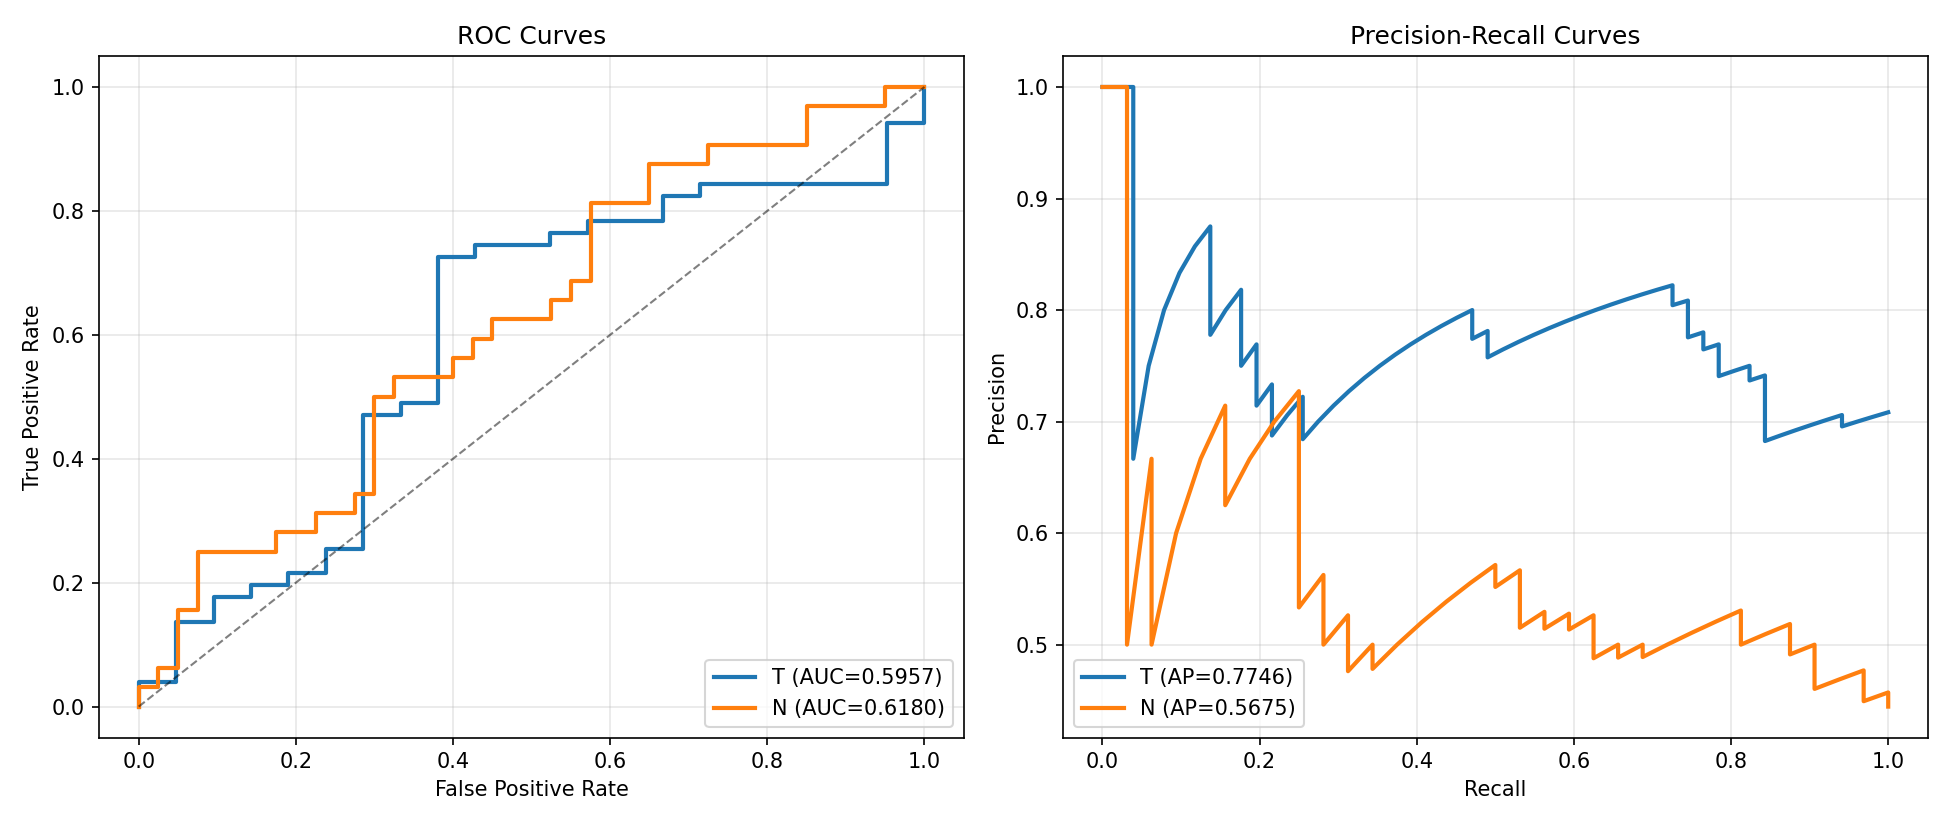 ROC Curves
True Positive Rate
1.0
0.8
0.6
0.4
0.2
0.0
T (AUC=0.5957)
N (AUC=0.6180)
0.0 0.2 0.4 0.6 0.8 1.0
False Positive Rate
Precision-Recall Curves
Precision
1.0
0.9
0.8
0.7
0.6
0.5
T (AP=0.7746)
N (AP=0.5675)
0.0 0.2 0.4 0.6 0.8 1.0
Recall